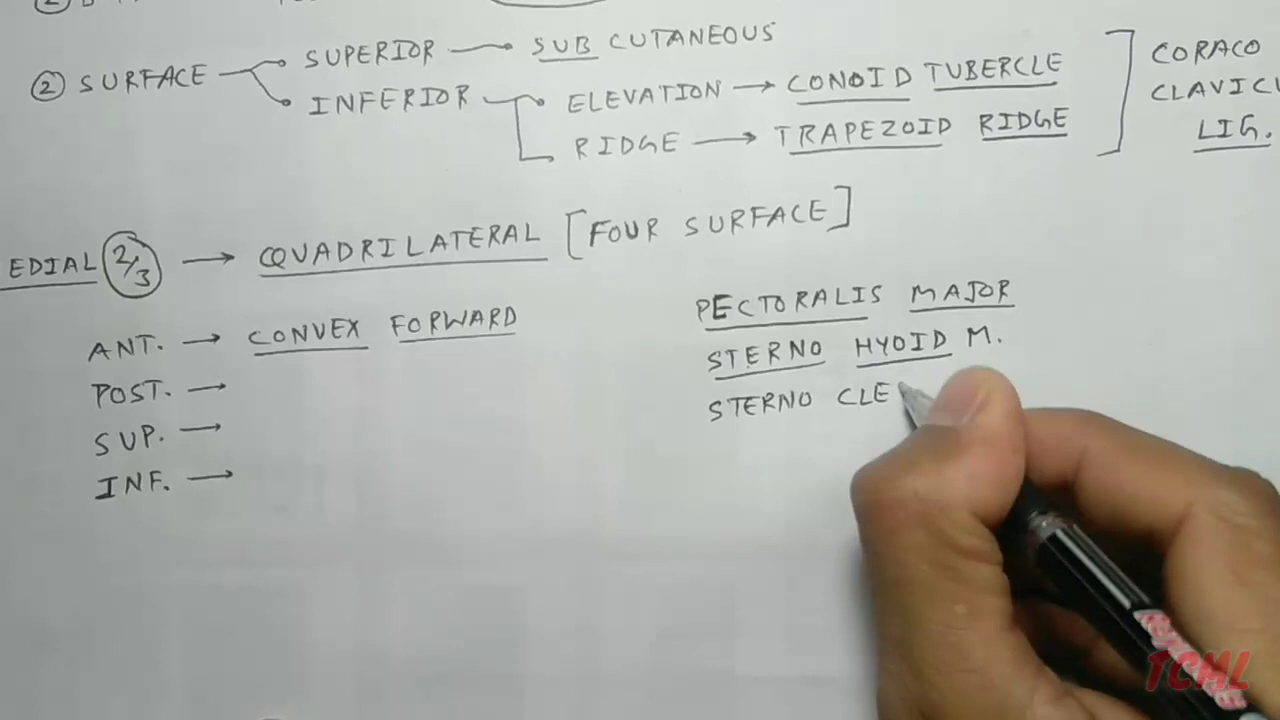 ② SURFACE
SUPERIOR → SUB CUTANEOUS
INFERIOR
ELEVATION → CONOID TUBERCLE
RIDGE → TRAPEZOID RIDGE
CORACO
CLAVICU
LIG.
EDIAL 2/3 → QUADRILATERAL [FOUR SURFACE]
ANT. → CONVEX FORWARD
POST. →
SUP. →
INF. →
PECTORALIS MAJOR
STERNO HYOID M.
STERNO CLE
TCML